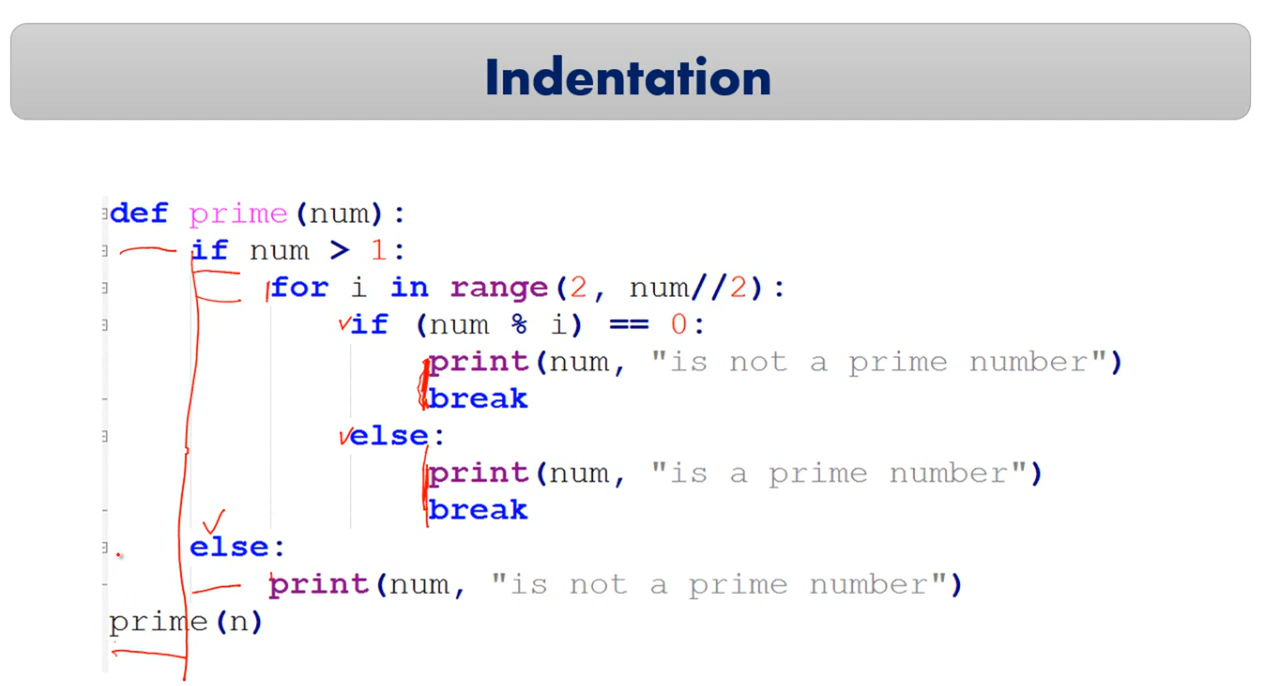 Indentation
def prime(num):
if num > 1:
for i in range(2, num//2):
if (num % i) == 0:
print(num, "is not a prime number")
break
else:
print(num, "is a prime number")
break
else:
print(num, "is not a prime number")
prime(n)